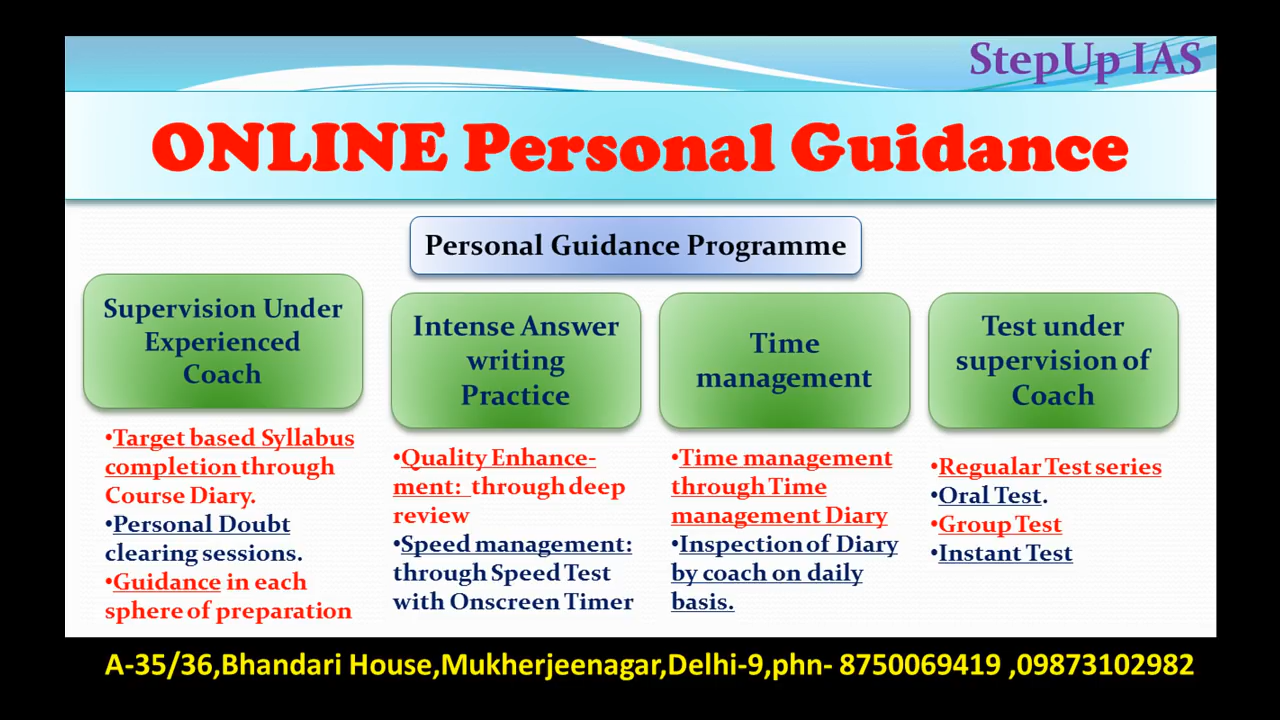 StepUp IAS
ONLINE Personal Guidance
Personal Guidance Programme
Supervision Under
Experienced
Coach
•Target based Syllabus
completion through
Course Diary.
•Personal Doubt
clearing sessions.
•Guidance in each
sphere of preparation
Intense Answer
writing
Practice
•Quality Enhance-
ment: through deep
review
•Speed management:
through Speed Test
with Onscreen Timer
Time
management
•Time management
through Time
management Diary
•Inspection of Diary
by coach on daily
basis.
Test under
supervision of
Coach
•Regualar Test series
•Oral Test.
•Group Test
•Instant Test
A-35/36,Bhandari House,Mukherjeenagar,Delhi-9,phn- 8750069419 ,09873102982